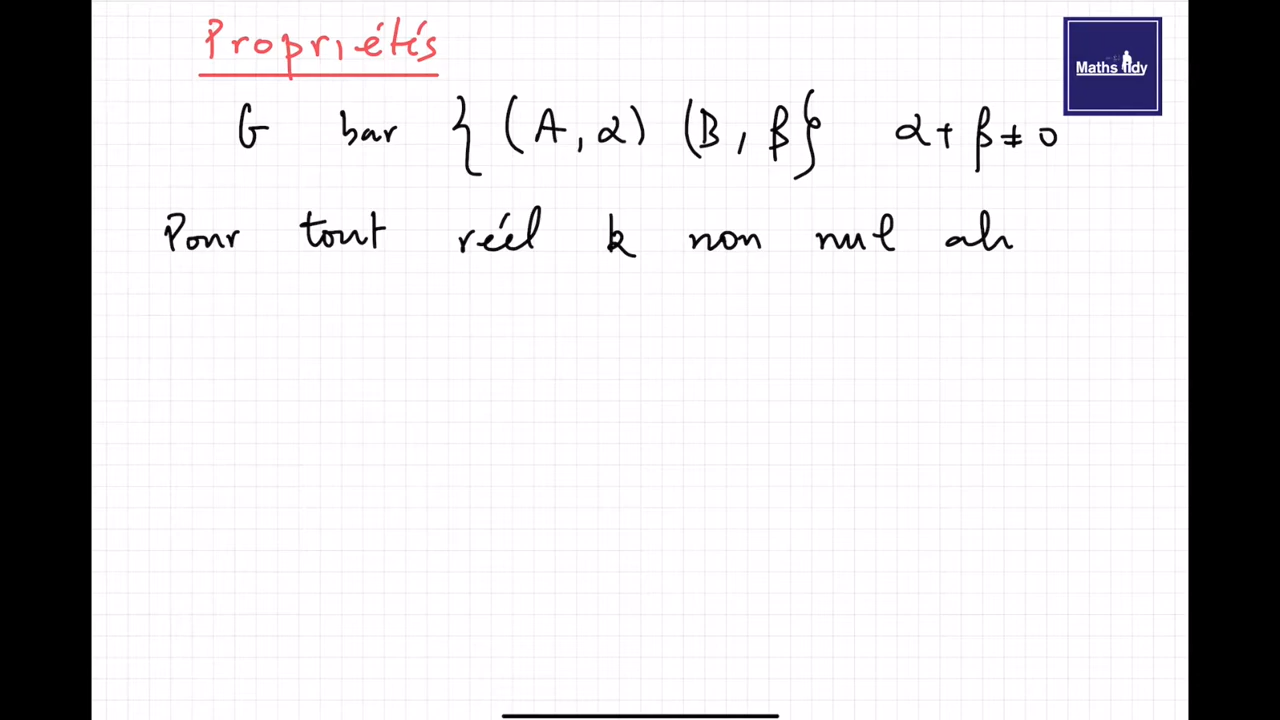 Propriétés
Maths Tidy
G bar { (A, α) (B, β} α + β ≠ 0
Pour tout réel k non nul alr